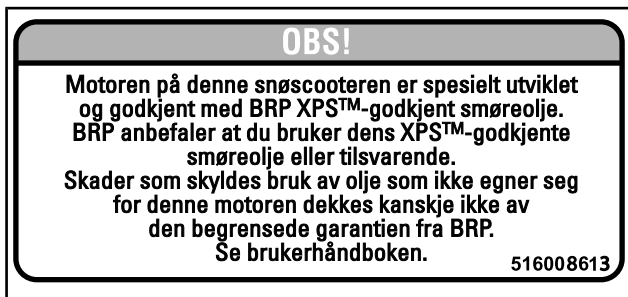 OBS!
Motoren på denne snøscooteren er spesielt utviklet
og godkjent med BRP XPS™-godkjent smøreolje.
BRP anbefaler at du bruker dens XPS™-godkjente
smøreolje eller tilsvarende.
Skader som skyldes bruk av olje som ikke egner seg
for denne motoren dekkes kanskje ikke av
den begrensede garantien fra BRP.
Se brukerhåndboken.
516008613